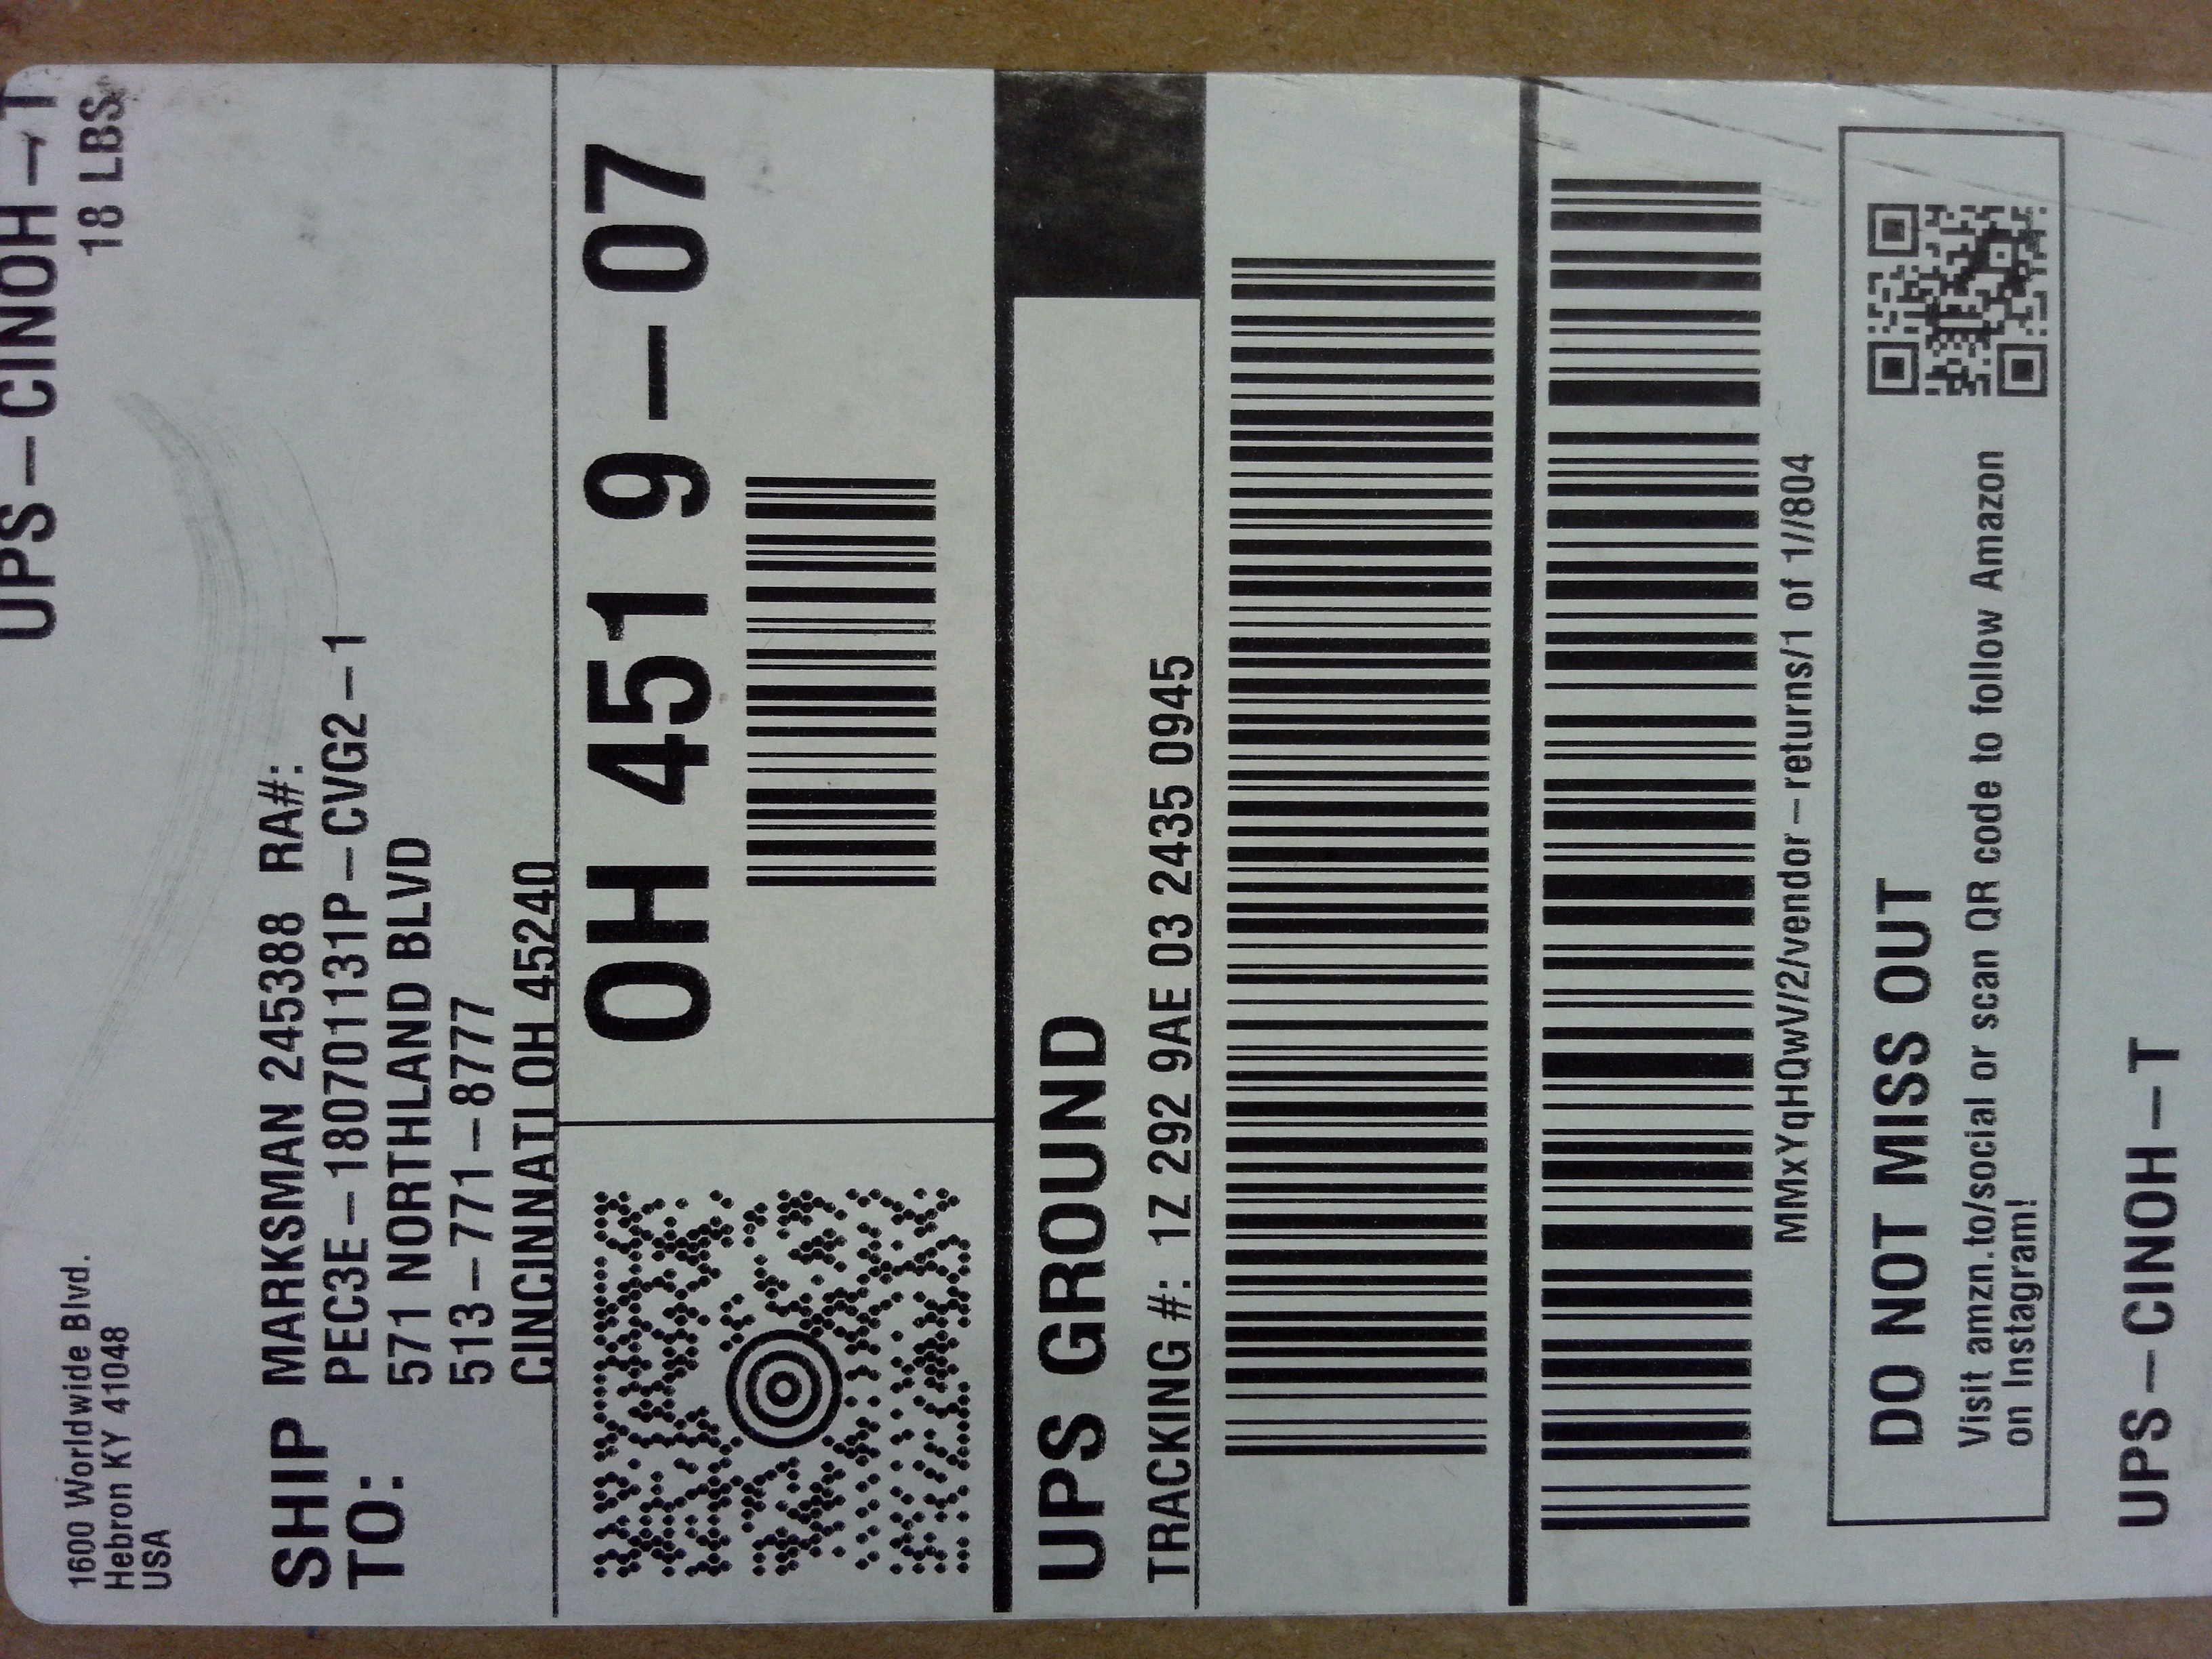 UPS-CINOH-T
18 LBS
1600 Worldwide Blvd.
Hebron KY 41048
USA
SHIP TO:
MARKSMAN 245388 RA#:
PEC3E-180701131P-CVG2-1
571 NORTHLAND BLVD
513-771-8777
CINCINNATI OH 45240
OH 451 9-07
UPS GROUND
TRACKING #: 1Z 292 9AE 03 2435 0945
MMxYqHQwV/2/vendor-returns/1 of 1//804
DO NOT MISS OUT
Visit amzn.to/social or scan QR code to follow Amazon
on Instagram!
UPS-CINOH-T